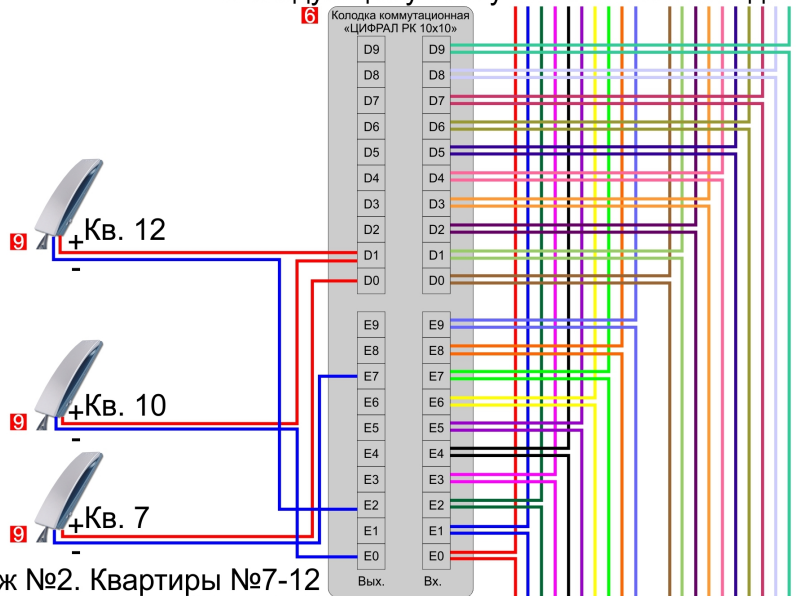 6
Колодка коммутационная
«ЦИФРАЛ РК 10х10»
D9 D9
D8 D8
D7 D7
D6 D6
D5 D5
D4 D4
D3 D3
D2 D2
D1 D1
D0 D0
E9 E9
E8 E8
E7 E7
E6 E6
E5 E5
E4 E4
E3 E3
E2 E2
E1 E1
E0 E0
Вых. Вх.
9 + Кв. 12
-
9 + Кв. 10
-
9 + Кв. 7
-
ж №2. Квартиры №7-12